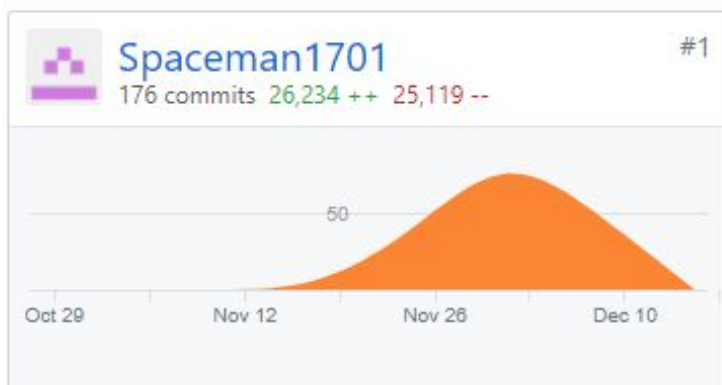 Spaceman1701
#1
176 commits 26,234 ++ 25,119 --
50
Oct 29 Nov 12 Nov 26 Dec 10